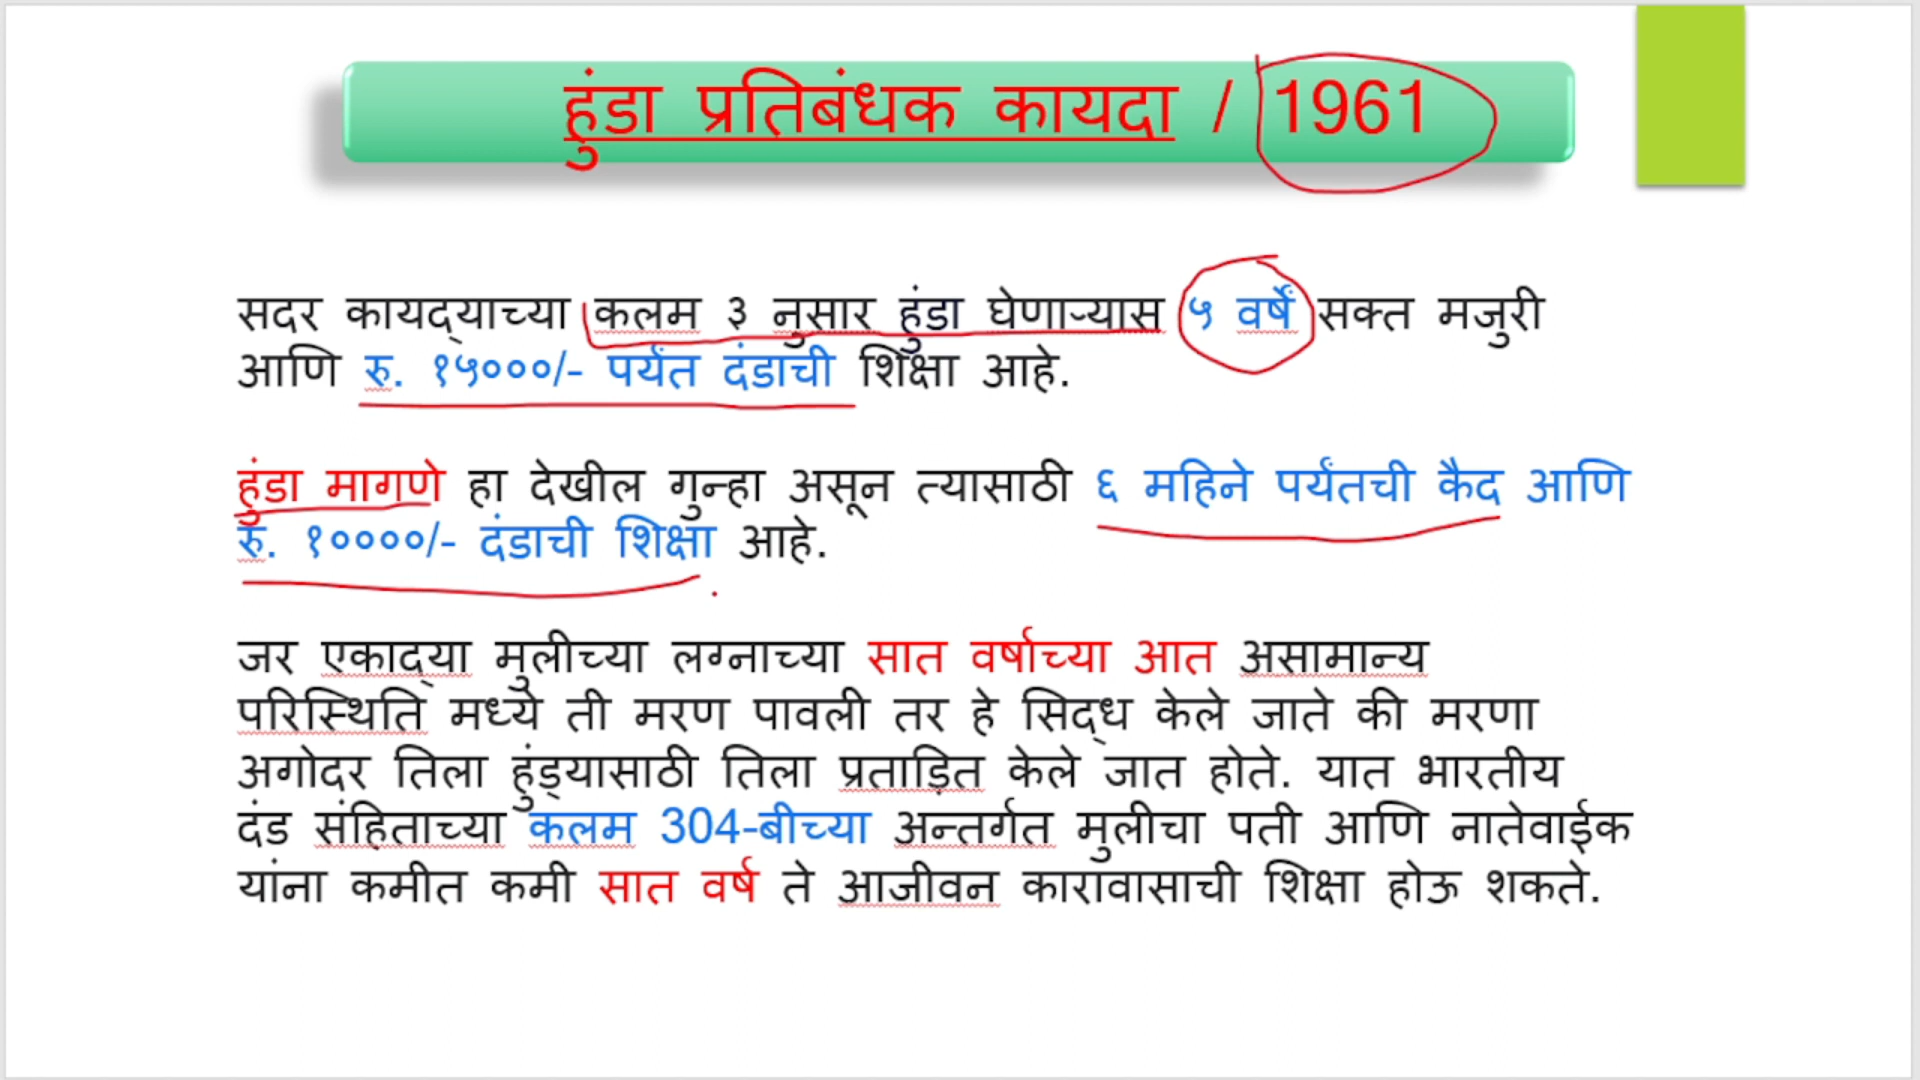 हुंडा प्रतिबंधक कायदा / 1961
सदर कायद्याच्या कलम ३ नुसार हुंडा घेणाऱ्यास ५ वर्षें सक्त मजुरी
आणि रु. १५०००/- पर्यंत दंडाची शिक्षा आहे.
हुंडा मागणे हा देखील गुन्हा असून त्यासाठी ६ महिने पर्यंतची कैद आणि
रु. १००००/- दंडाची शिक्षा आहे.
जर एकाद्या मुलीच्या लग्नाच्या सात वर्षाच्या आत असामान्य
परिस्थिति मध्ये ती मरण पावली तर हे सिद्ध केले जाते की मरणा
अगोदर तिला हुंड्यासाठी तिला प्रताड़ित केले जात होते. यात भारतीय
दंड संहिताच्या कलम 304-बीच्या अन्तर्गत मुलीचा पती आणि नातेवाईक
यांना कमीत कमी सात वर्ष ते आजीवन कारावासाची शिक्षा होऊ शकते.